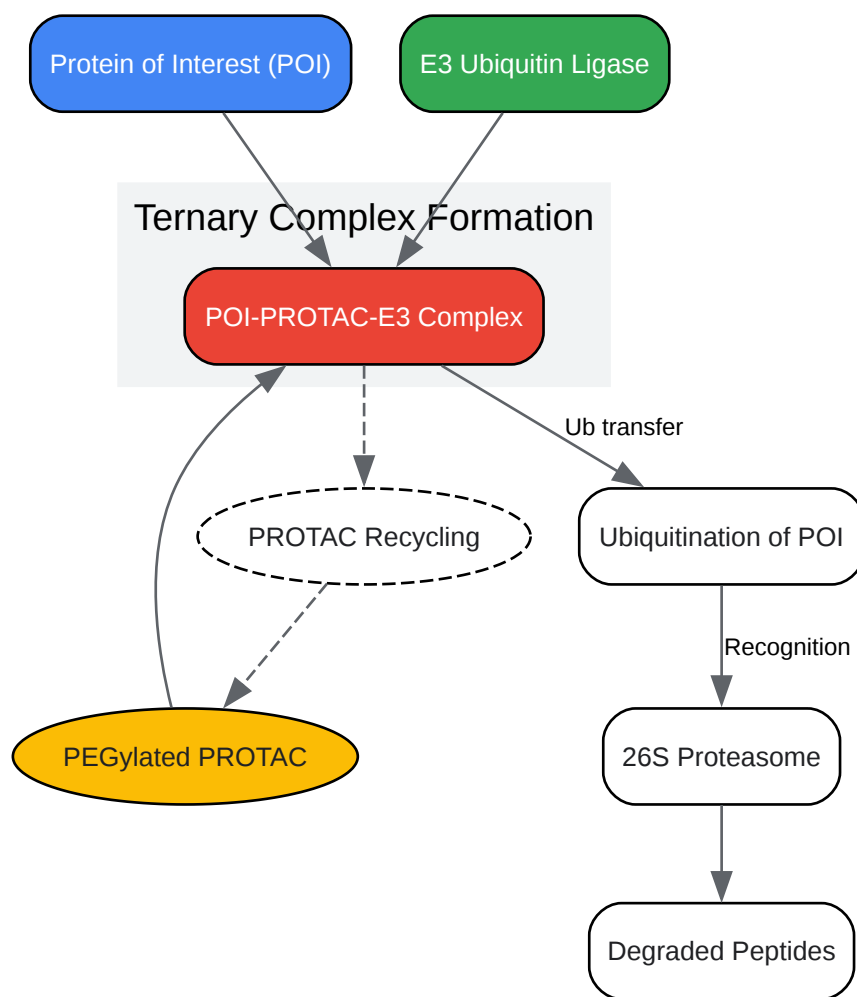 Protein of Interest (POI)
E3 Ubiquitin Ligase
Ternary Complex Formation
POI-PROTAC-E3 Complex
Ub transfer
PROTAC Recycling
Ubiquitination of POI
Recognition
PEGylated PROTAC
26S Proteasome
Degraded Peptides